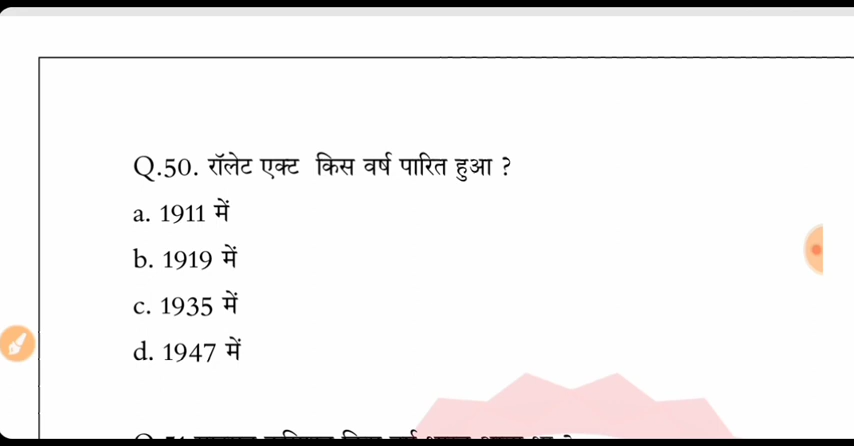 Q.50. रॉलेट एक्ट किस वर्ष पारित हुआ ?
a. 1911 में
b. 1919 में
c. 1935 में
d. 1947 में